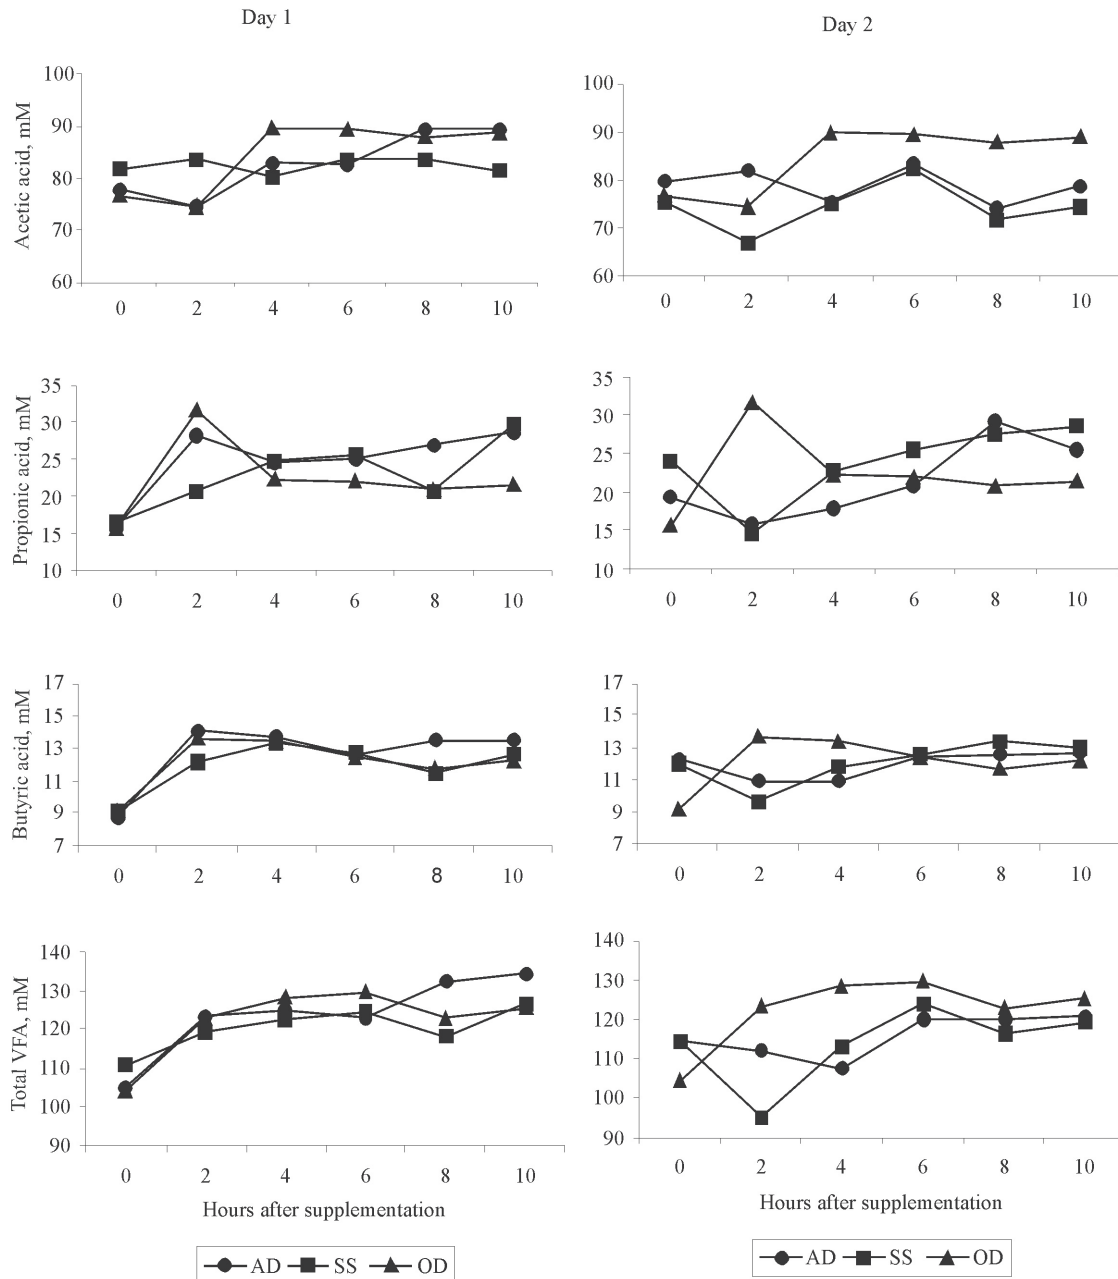 Day 1
Day 2
Acetic acid, mM
100
90
80
70
60
0 2 4 6 8 10
100
90
80
70
60
0 2 4 6 8 10
Propionic acid, mM
35
30
25
20
15
10
0 2 4 6 8 10
35
30
25
20
15
10
0 2 4 6 8 10
Butyric acid, mM
17
15
13
11
9
7
0 2 4 6 8 10
17
15
13
11
9
7
0 2 4 6 8 10
Total VFA, mM
140
130
120
110
100
90
0 2 4 6 8 10
Hours after supplementation
AD SS OD
140
130
120
110
100
90
0 2 4 6 8 10
Hours after supplementation
AD SS OD